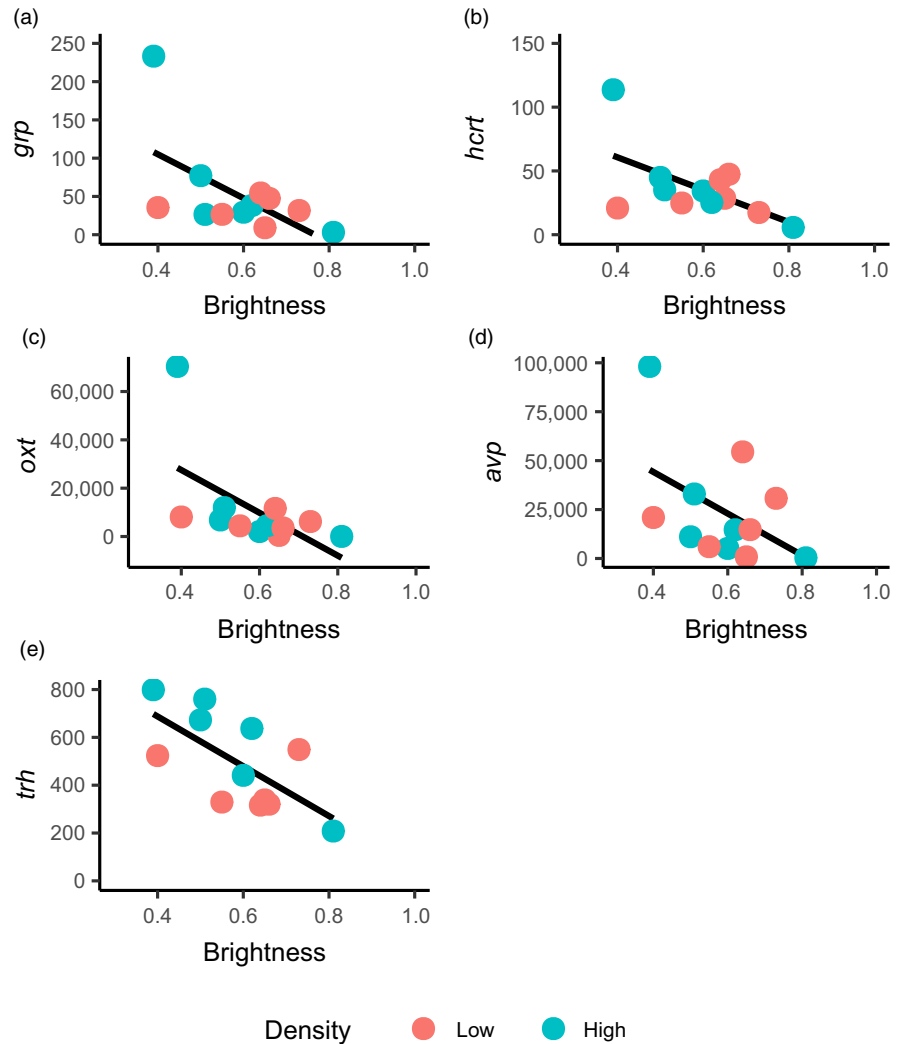 (a)
250
200
150
100
50
0
grp
0.4 0.6 0.8 1.0
Brightness
(b)
150
100
50
0
hcrt
0.4 0.6 0.8 1.0
Brightness
(c)
60,000
40,000
20,000
0
oxt
0.4 0.6 0.8 1.0
Brightness
(d)
100,000
75,000
50,000
25,000
0
avp
0.4 0.6 0.8 1.0
Brightness
(e)
800
600
400
200
0
trh
0.4 0.6 0.8 1.0
Brightness
Density Low High